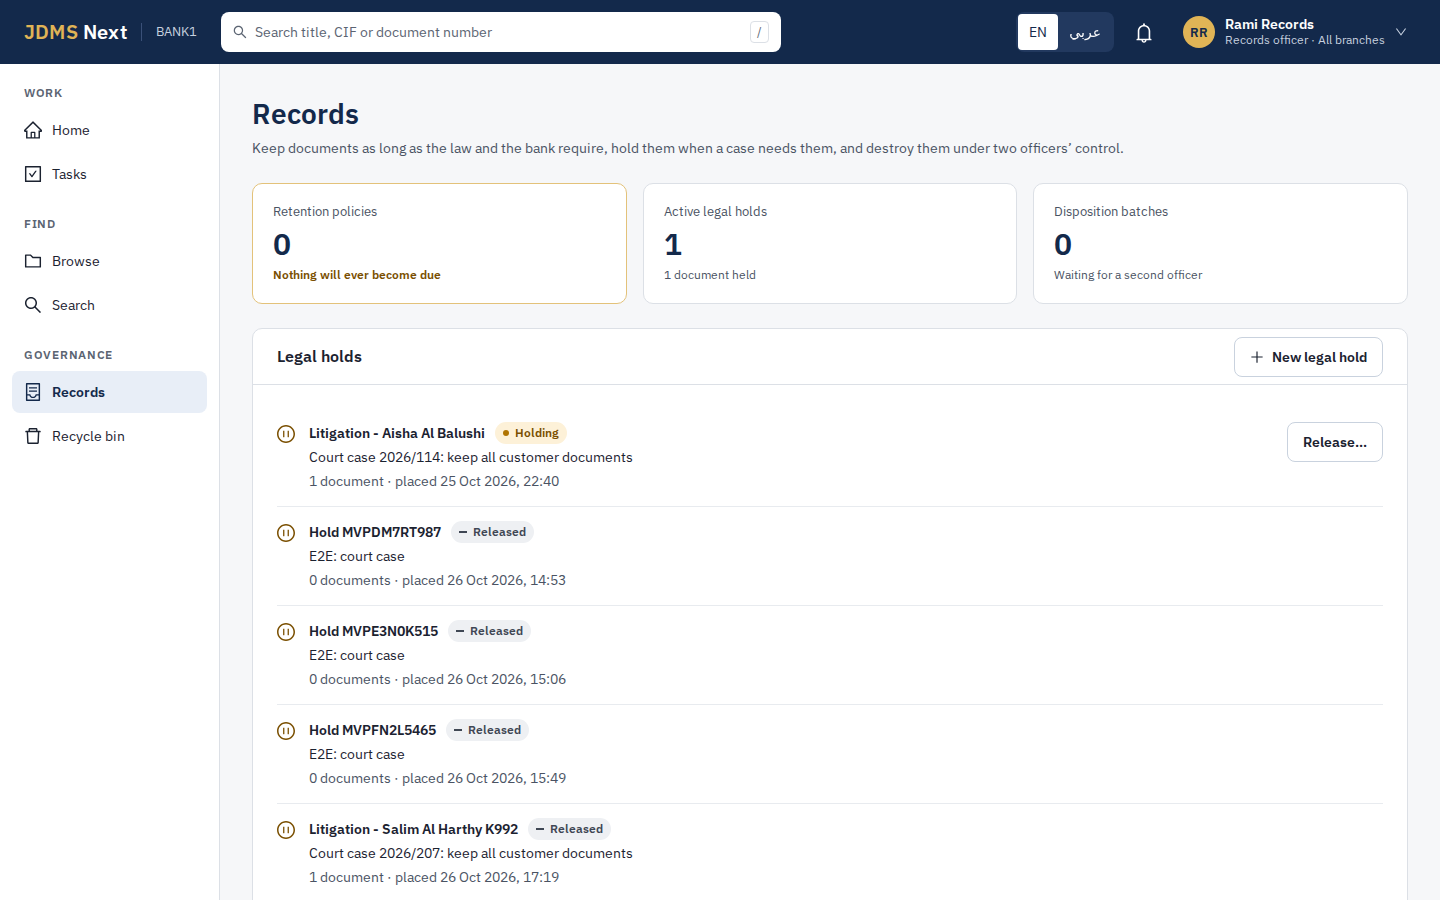 JDMS Next
BANK1
Search title, CIF or document number
/
EN
عربي
RR
Rami Records
Records officer · All branches
WORK
Home
Tasks
FIND
Browse
Search
GOVERNANCE
Records
Recycle bin
Records
Keep documents as long as the law and the bank require, hold them when a case needs them, and destroy them under two officers’ control.
Retention policies
0
Nothing will ever become due
Active legal holds
1
1 document held
Disposition batches
0
Waiting for a second officer
Legal holds
New legal hold
Litigation - Aisha Al Balushi
Holding
Court case 2026/114: keep all customer documents
1 document · placed 25 Oct 2026, 22:40
Release...
Hold MVPDM7RT987
Released
E2E: court case
0 documents · placed 26 Oct 2026, 14:53
Hold MVPE3N0K515
Released
E2E: court case
0 documents · placed 26 Oct 2026, 15:06
Hold MVPFN2L5465
Released
E2E: court case
0 documents · placed 26 Oct 2026, 15:49
Litigation - Salim Al Harthy K992
Released
Court case 2026/207: keep all customer documents
1 document · placed 26 Oct 2026, 17:19